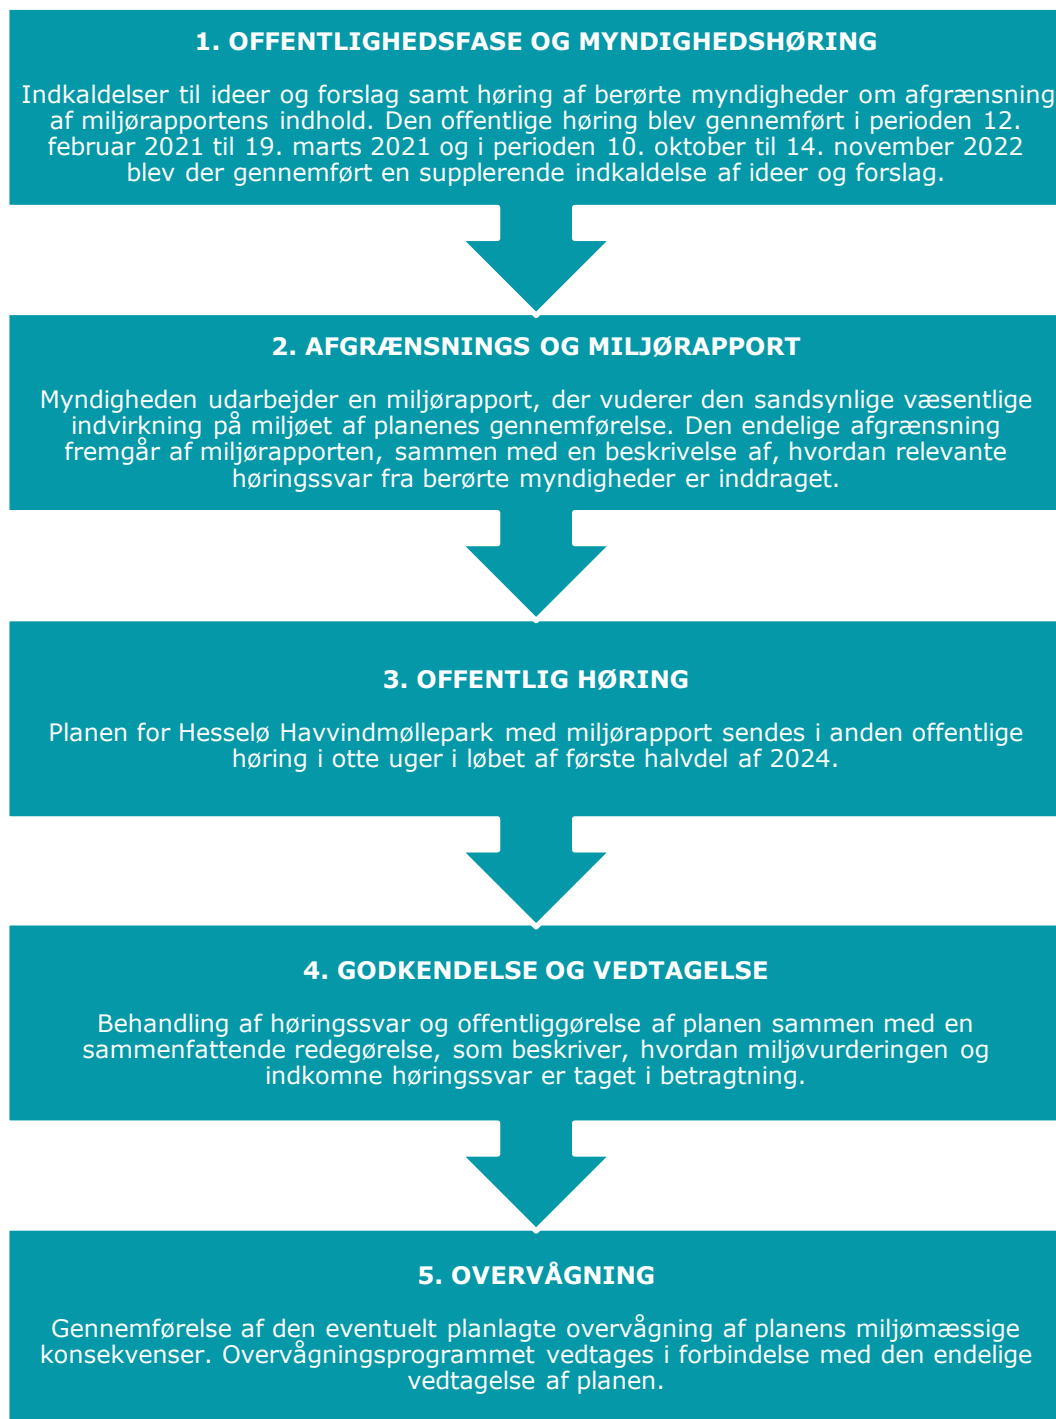 1. OFFENTLIGHEDSFASE OG MYNDIGHEDSHØRING
Indkaldelser til ideer og forslag samt høring af berørte myndigheder om afgrænsning
af miljørapportens indhold. Den offentlige høring blev gennemført i perioden 12.
februar 2021 til 19. marts 2021 og i perioden 10. oktober til 14. november 2022
blev der gennemført en supplerende indkaldelse af ideer og forslag.
2. AFGRÆNSNINGS OG MILJØRAPPORT
Myndigheden udarbejder en miljørapport, der vuderer den sandsynlige væsentlige
indvirkning på miljøet af planenes gennemførelse. Den endelige afgrænsning
fremgår af miljørapporten, sammen med en beskrivelse af, hvordan relevante
høringssvar fra berørte myndigheder er inddraget.
3. OFFENTLIG HØRING
Planen for Hesselø Havvindmøllepark med miljørapport sendes i anden offentlige
høring i otte uger i løbet af første halvdel af 2024.
4. GODKENDELSE OG VEDTAGELSE
Behandling af høringssvar og offentliggørelse af planen sammen med en
sammenfattende redegørelse, som beskriver, hvordan miljøvurderingen og
indkomne høringssvar er taget i betragtning.
5. OVERVÅGNING
Gennemførelse af den eventuelt planlagte overvågning af planens miljømæssige
konsekvenser. Overvågningsprogrammet vedtages i forbindelse med den endelige
vedtagelse af planen.